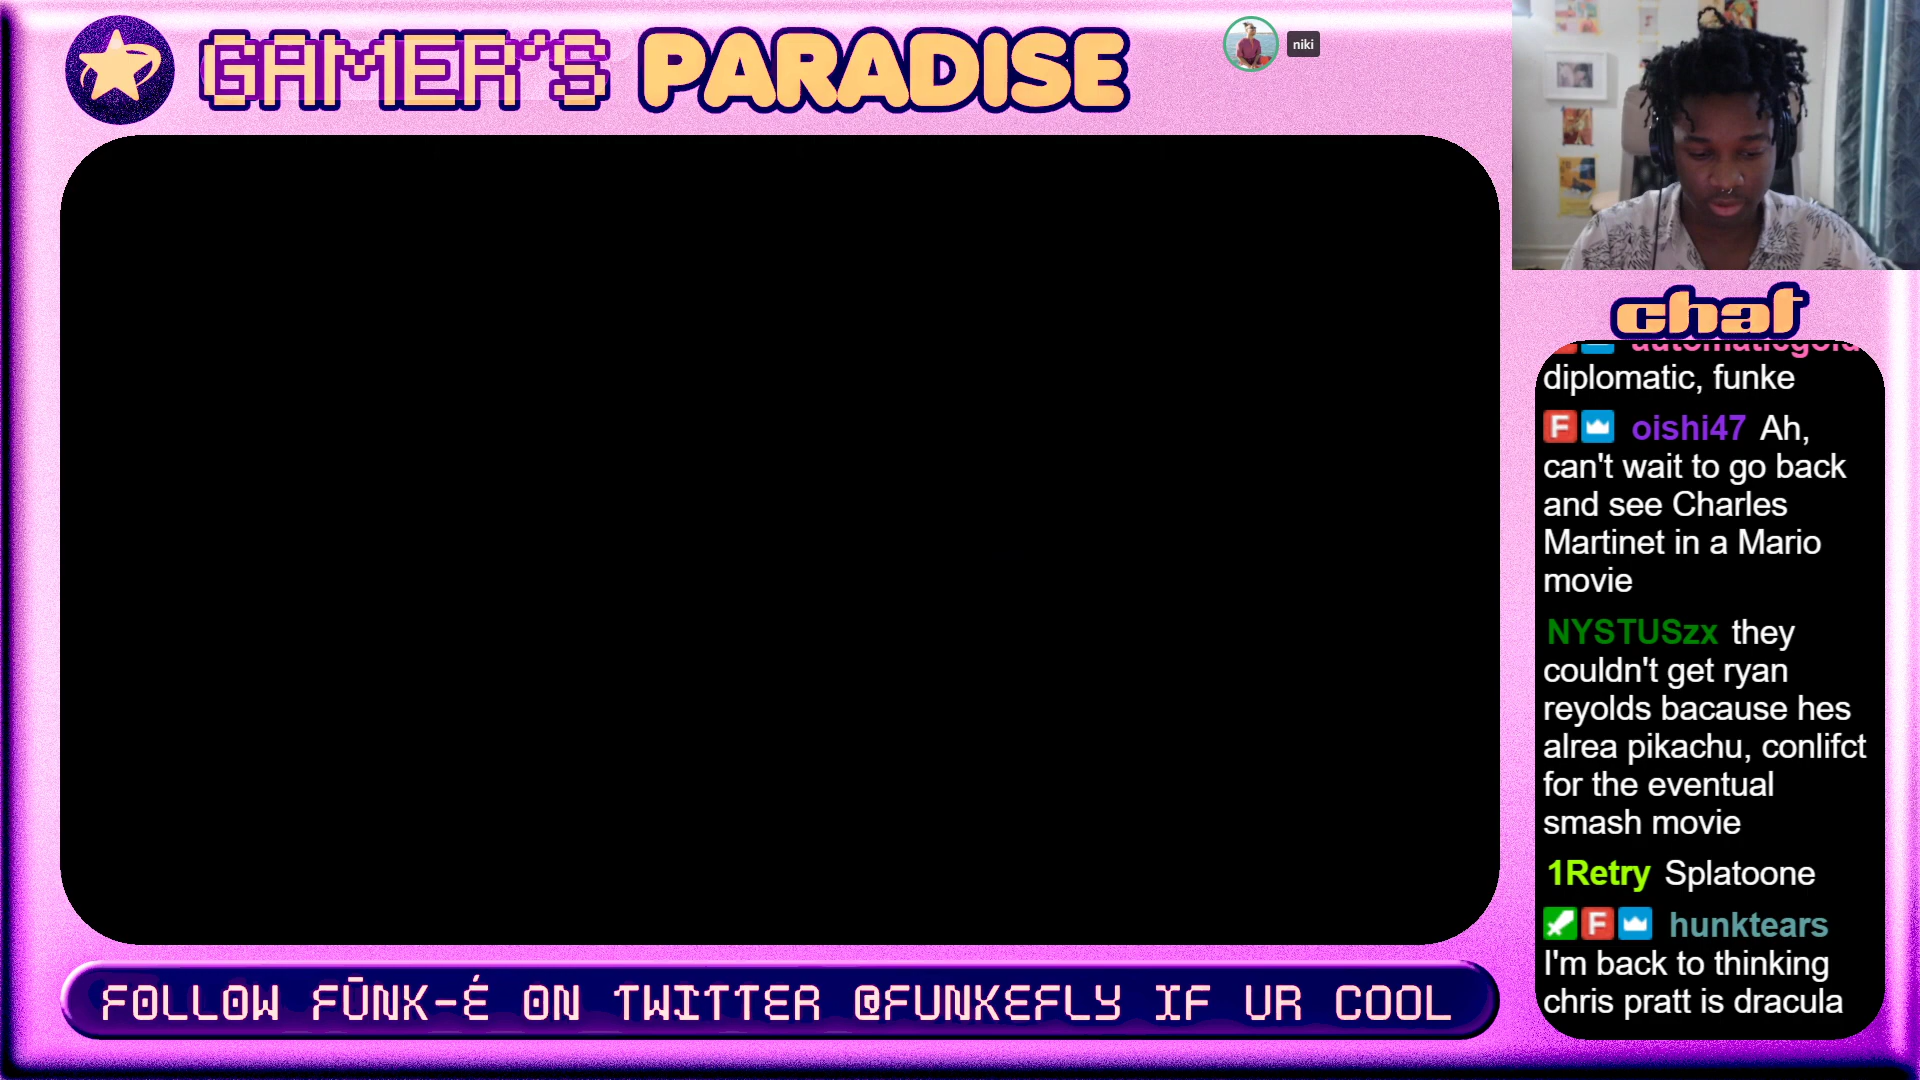 GAMER'S PARADISE
niki
chat
automaticgold
diplomatic, funke
F oishi47 Ah,
can't wait to go back
and see Charles
Martinet in a Mario
movie
NYSTUSzx they
couldn't get ryan
reyolds bacause hes
alrea pikachu, conlifct
for the eventual
smash movie
1Retry Splatoone
F hunktears
I'm back to thinking
chris pratt is dracula
FOLLOW FŪNK-É ON TWITTER @FUNKEFLY IF UR COOL